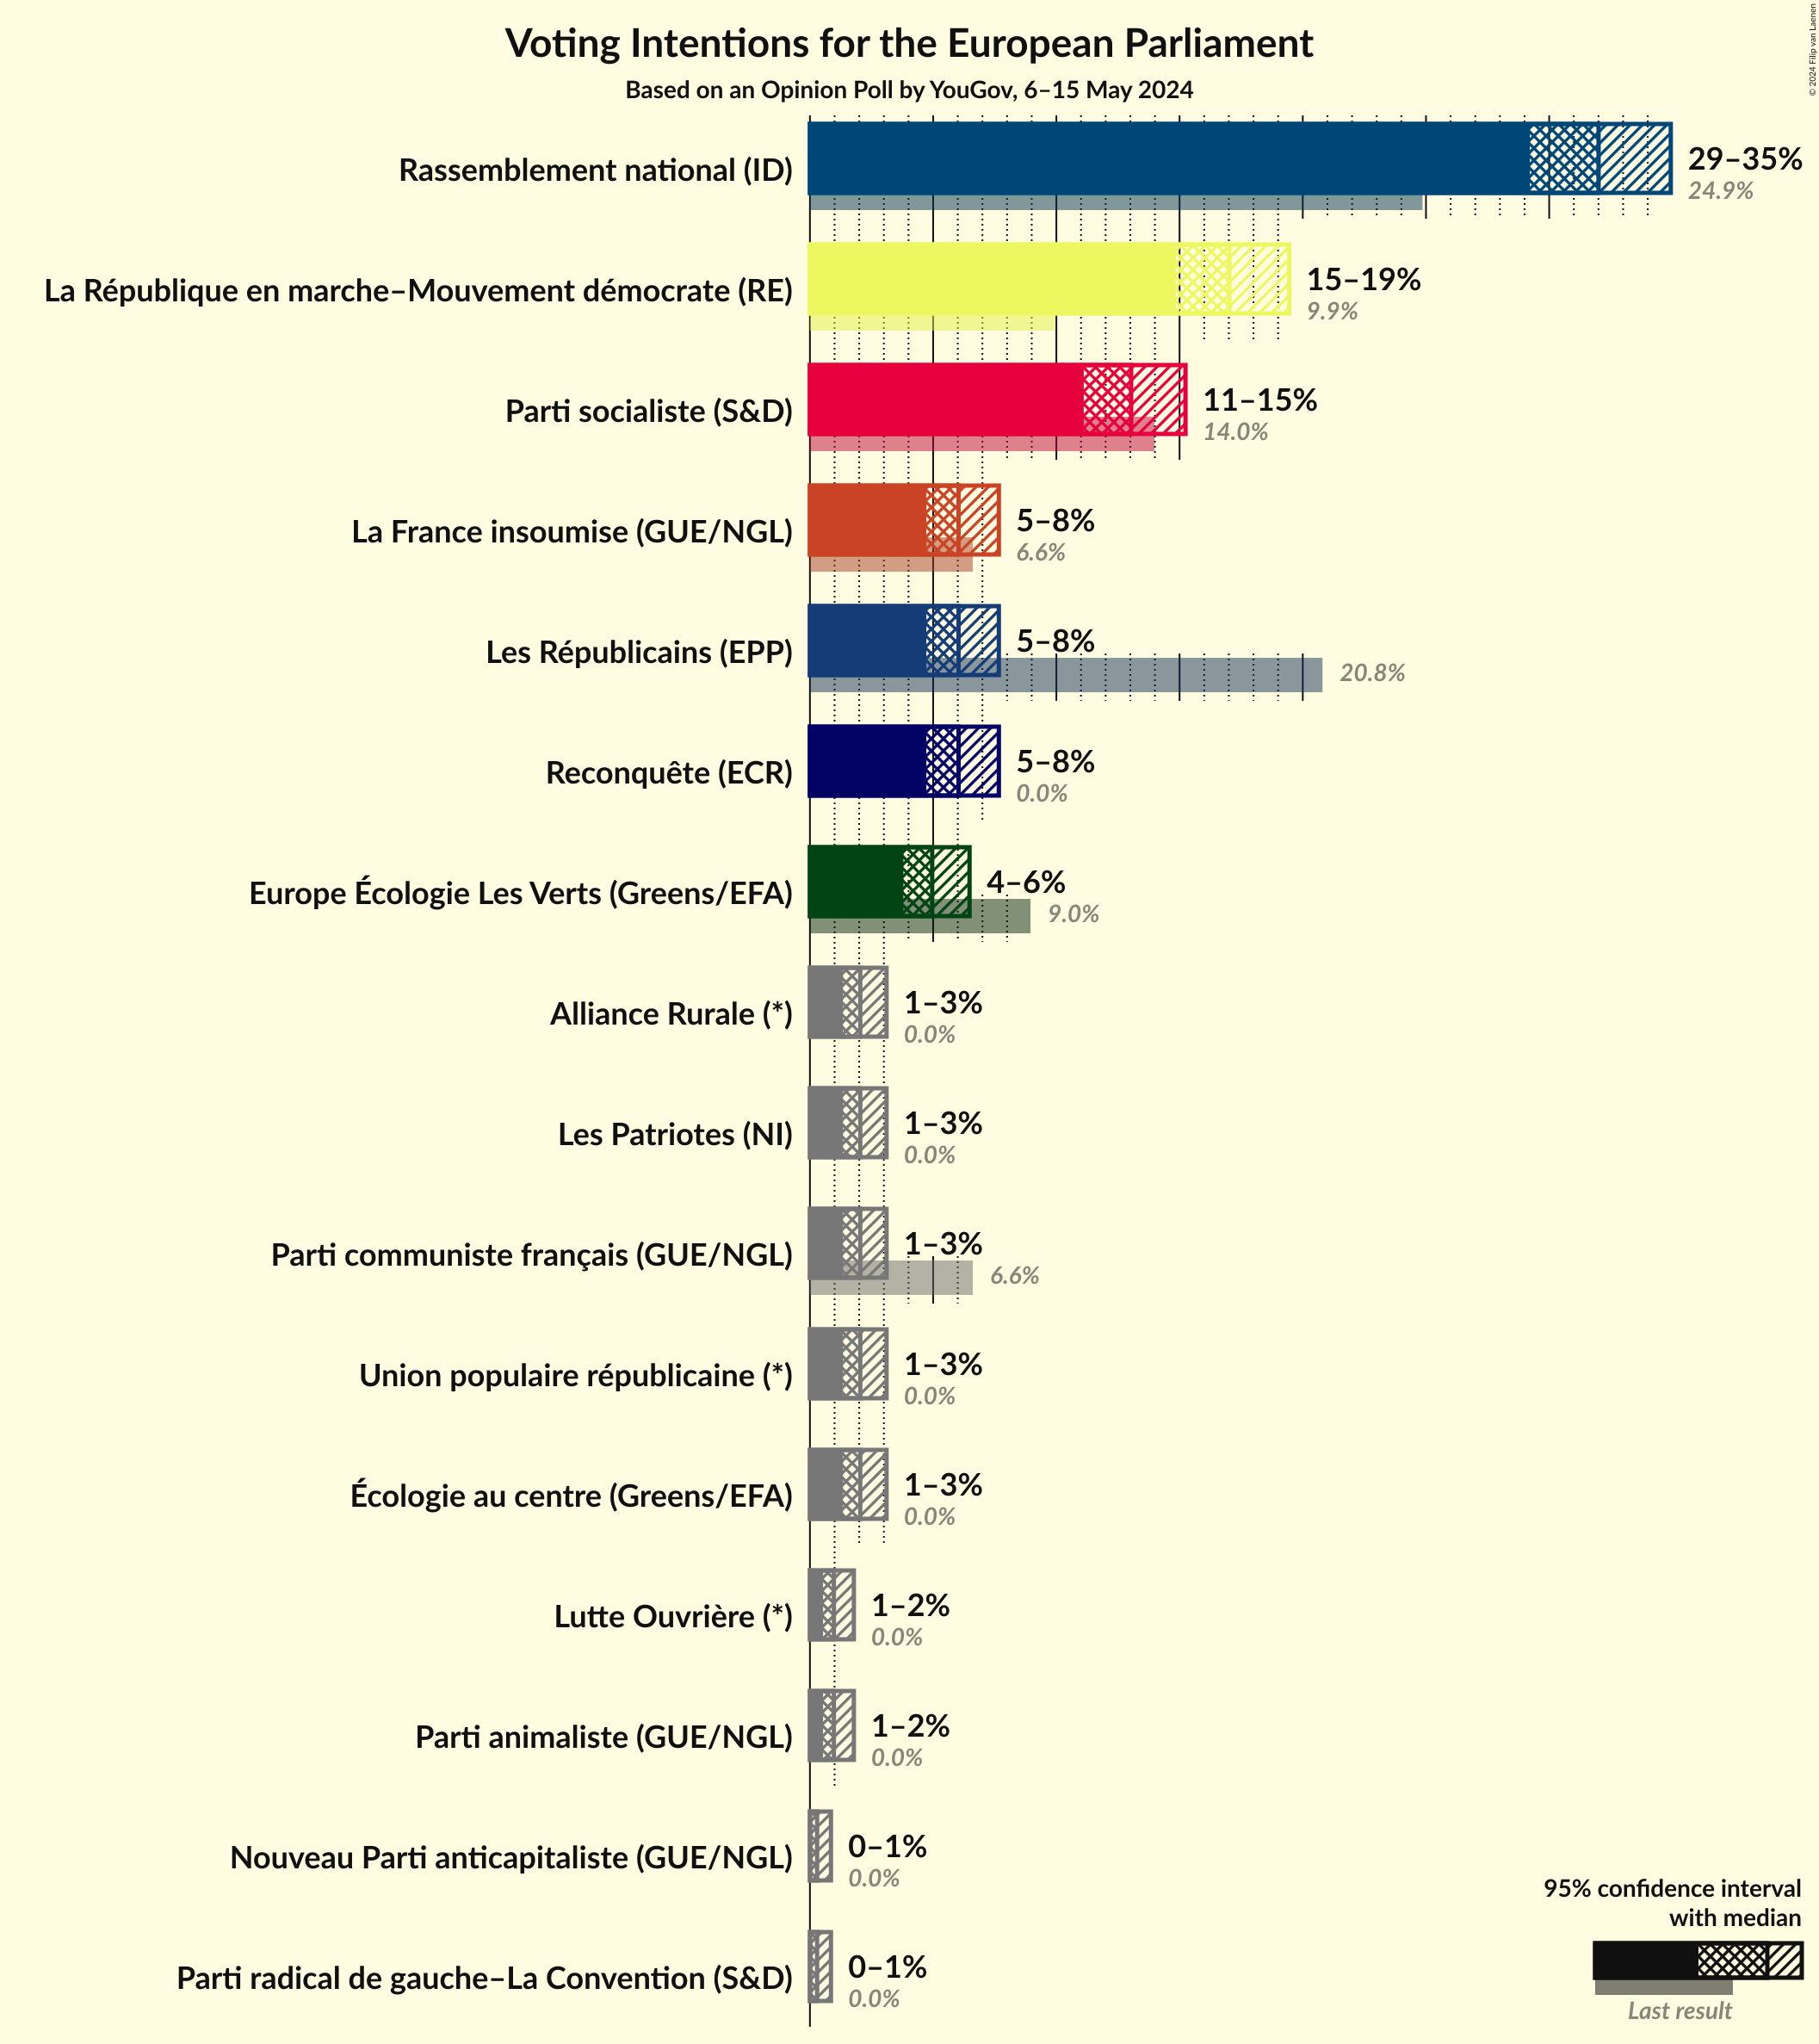 Voting Intentions for the European Parliament
Based on an Opinion Poll by YouGov, 6–15 May 2024
© 2024 Filip van Laenen
Rassemblement national (ID)
29–35%
24.9%
La République en marche–Mouvement démocrate (RE)
15–19%
9.9%
Parti socialiste (S&D)
11–15%
14.0%
La France insoumise (GUE/NGL)
5–8%
6.6%
Les Républicains (EPP)
5–8%
20.8%
Reconquête (ECR)
5–8%
0.0%
Europe Écologie Les Verts (Greens/EFA)
4–6%
9.0%
Alliance Rurale (*)
1–3%
0.0%
Les Patriotes (NI)
1–3%
0.0%
Parti communiste français (GUE/NGL)
1–3%
6.6%
Union populaire républicaine (*)
1–3%
0.0%
Écologie au centre (Greens/EFA)
1–3%
0.0%
Lutte Ouvrière (*)
1–2%
0.0%
Parti animaliste (GUE/NGL)
1–2%
0.0%
Nouveau Parti anticapitaliste (GUE/NGL)
0–1%
0.0%
Parti radical de gauche–La Convention (S&D)
0–1%
0.0%
95% confidence interval
with median
Last result